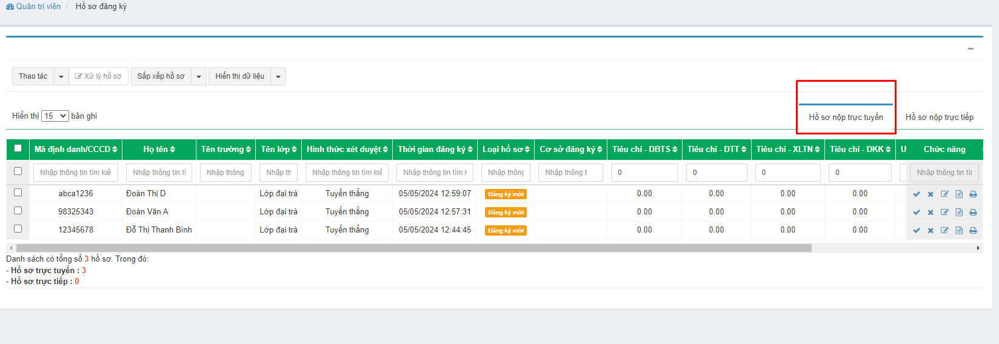 Quản trị viên / Hồ sơ đăng ký
Thao tác Xử lý hồ sơ Sắp xếp hồ sơ Hiển thị dữ liệu
Hiển thị 15 bản ghi Hồ sơ nộp trực tuyến Hồ sơ nộp trực tiếp
Mã định danh/CCCD Họ tên Tên trường Tên lớp Hình thức xét duyệt Thời gian đăng ký Loại hồ sơ Cơ sở đăng ký Tiêu chí - DBTS Tiêu chí - DTT Tiêu chí - XLTN Tiêu chí - DKK U Chức năng
Nhập thông tin tìm kiế Nhập thông tin tì Nhập thông Nhập th Nhập thông tin tìm kiế Nhập thông tin tìm k Nhập thông Nhập thông t 0 0 0 0 Nhập thông tin tìr
abca1236 Đoàn Thị D Lớp đại trà Tuyển thẳng 05/05/2024 12:59:07 Đăng ký mới 0.00 0.00 0.00 0.00
98325343 Đoàn Văn A Lớp đại trà Tuyển thẳng 05/05/2024 12:57:31 Đăng ký mới 0.00 0.00 0.00 0.00
12345678 Đỗ Thị Thanh Bình Lớp đại trà Tuyển thẳng 05/05/2024 12:44:45 Đăng ký mới 0.00 0.00 0.00 0.00
Danh sách có tổng số 3 hồ sơ. Trong đó:
- Hồ sơ trực tuyến : 3
- Hồ sơ trực tiếp : 0